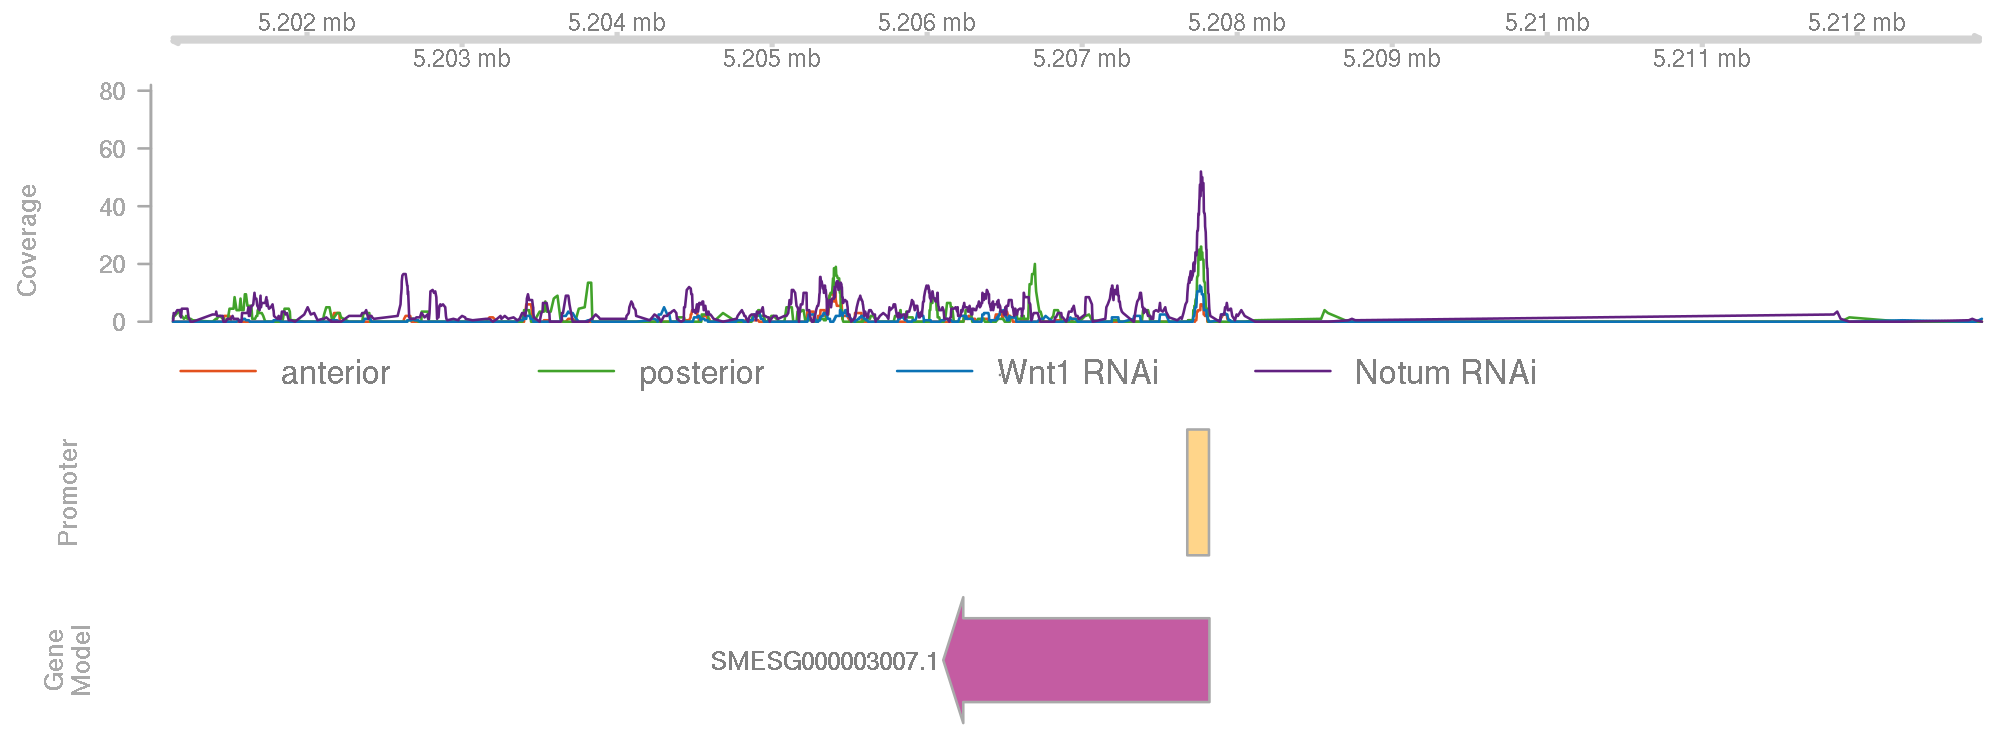 5.202 mb 5.204 mb 5.206 mb 5.208 mb 5.21 mb 5.212 mb
5.203 mb 5.205 mb 5.207 mb 5.209 mb 5.211 mb
80
60
40
20
0
Coverage
anterior posterior Wnt1 RNAi Notum RNAi
Promoter
Gene
Model
SMESG000003007.1